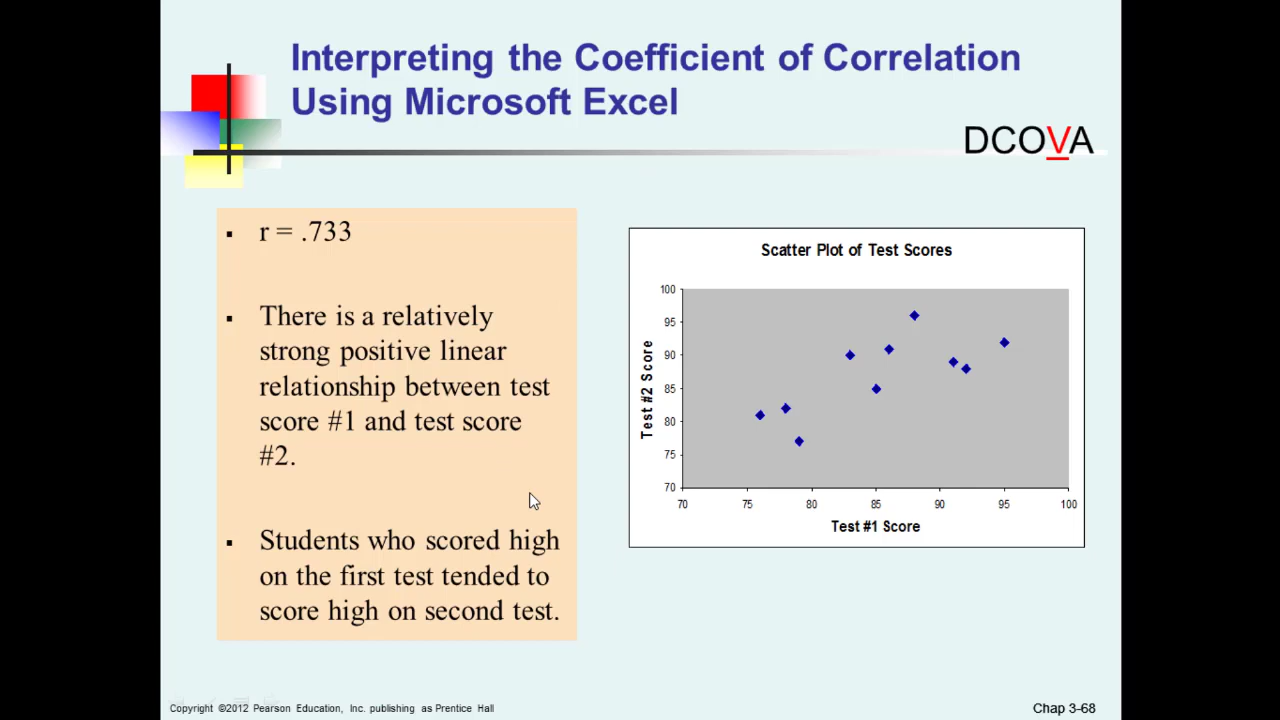 Interpreting the Coefficient of Correlation
Using Microsoft Excel
DCOVA
▪ r = .733
▪ There is a relatively
strong positive linear
relationship between test
score #1 and test score
#2.
▪ Students who scored high
on the first test tended to
score high on second test.
Scatter Plot of Test Scores
100
95
90
85
80
75
70
Test #2 Score
70 75 80 85 90 95 100
Test #1 Score
Copyright ©2012 Pearson Education, Inc. publishing as Prentice Hall
Chap 3-68